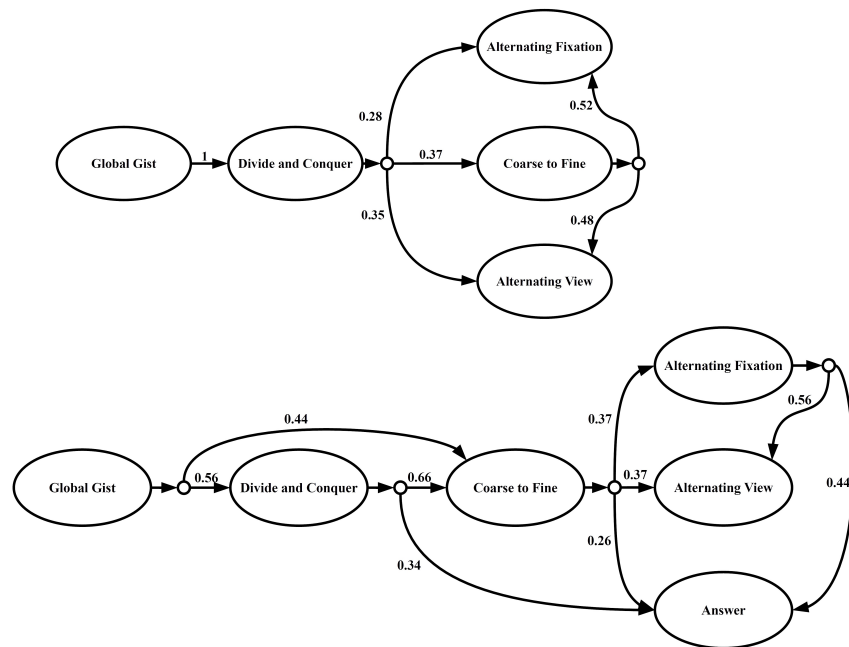 Alternating Fixation
0.52
0.28
Global Gist
1
Divide and Conquer
0.37
Coarse to Fine
0.35
0.48
Alternating View
Alternating Fixation
0.56
0.44
0.37
Global Gist
0.56
Divide and Conquer
0.66
Coarse to Fine
0.37
Alternating View
0.44
0.26
0.34
Answer